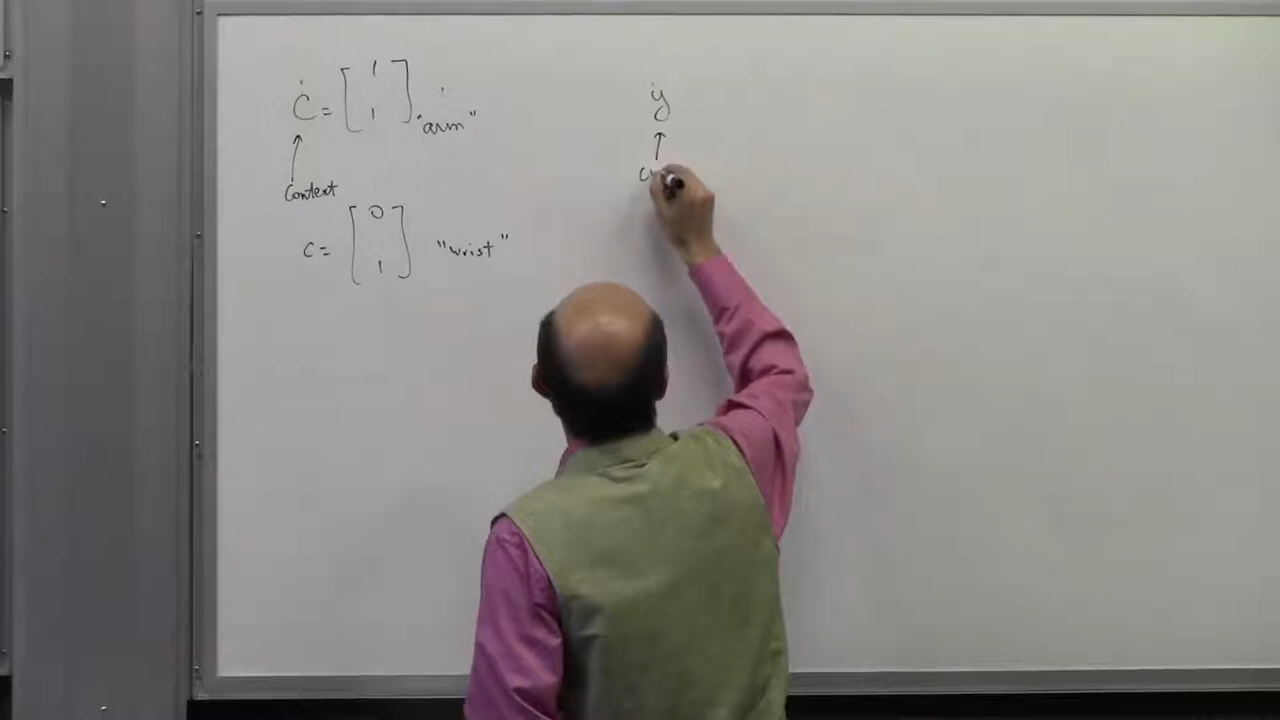 Ċ = [1 1] "arm"
↑
Context
c = [0 1] "wrist"
ẏ
↑
c